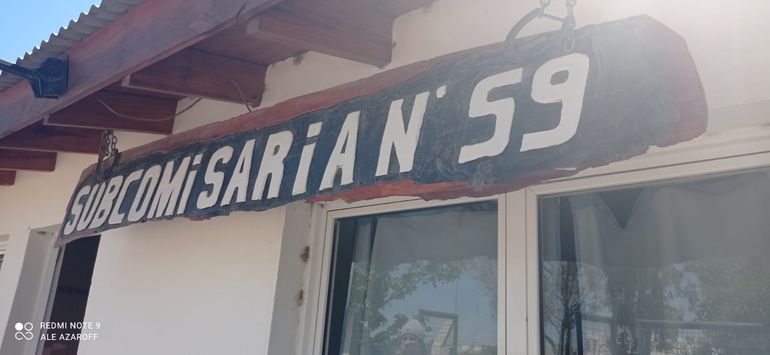 SUBCOMiSARiA N° 59
REDMI NOTE 9
ALE AZAROFF